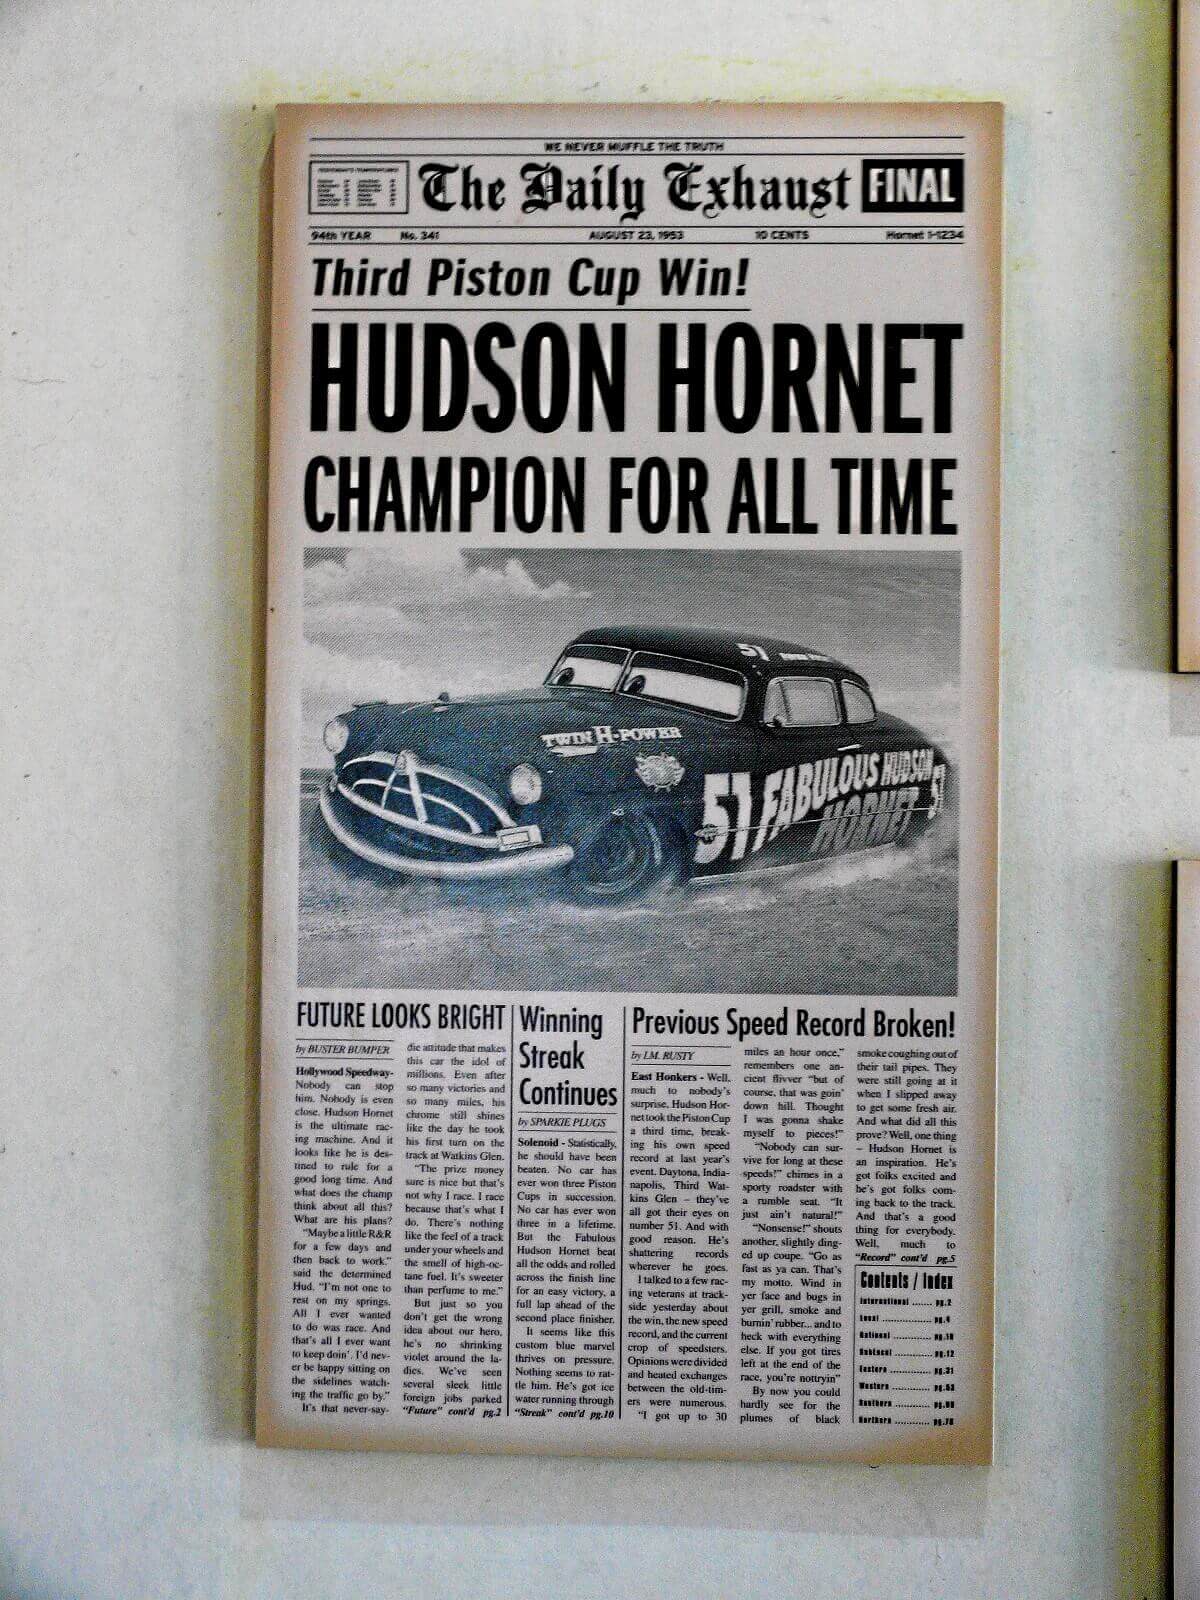 WE NEVER MUFFLE THE TRUTH
The Daily Exhaust
FINAL
94th YEAR No. 341 AUGUST 23, 1953 10 CENTS Hornet 1-1234
Third Piston Cup Win!
HUDSON HORNET
CHAMPION FOR ALL TIME
51
TWIN H-POWER
51 FABULOUS HUDSON
HORNET
51
FUTURE LOOKS BRIGHT
by BUSTER BUMPER
Hollywood Speedway-
Nobody can stop
him. Nobody is even
close. Hudson Hornet
is the ultimate rac-
ing machine. And it
looks like he is des-
tined to rule for a
good long time. And
what does the champ
think about all this?
What are his plans?
"Maybe a little R&R
for a few days and
then back to work."
said the determined
Hud. "I'm not one to
rest on my springs.
All I ever wanted
to do was race. And
that's all I ever want
to keep doin'. I'd nev-
er be happy sitting on
the sidelines watch-
ing the traffic go by."
It's that never-say-
die attitude that makes
this car the idol of
millions. Even after
so many victories and
so many miles, his
chrome still shines
like the day he took
his first turn on the
track at Watkins Glen.
"The prize money
sure is nice but that's
not why I race. I race
because that's what I
do. There's nothing
like the feel of a track
under your wheels and
the smell of high-oc-
tane fuel. It's sweeter
than perfume to me."
But just so you
don't get the wrong
idea about our hero,
he's no shrinking
violet around the la-
dies. We've seen
several sleek little
foreign jobs parked
"Future" cont'd pg.2
Winning
Streak
Continues
by SPARKIE PLUGS
Solenoid - Statistically,
he should have been
beaten. No car has
ever won three Piston
Cups in succession.
No car has ever won
three in a lifetime.
But the Fabulous
Hudson Hornet beat
all the odds and rolled
across the finish line
for an easy victory, a
full lap ahead of the
second place finisher.
It seems like this
custom blue marvel
thrives on pressure.
Nothing seems to rat-
tle him. He's got ice
water running through
"Streak" cont'd pg.10
Previous Speed Record Broken!
by I.M. RUSTY
East Honkers - Well,
much to nobody's
surprise, Hudson Hor-
net took the Piston Cup
a third time, break-
ing his own speed
record at last year's
event. Daytona, India-
napolis, Third Wat-
kins Glen – they've
all got their eyes on
number 51. And with
good reason. He's
shattering records
wherever he goes.
I talked to a few rac-
ing veterans at track-
side yesterday about
the win, the new speed
record, and the current
crop of speedsters.
Opinions were divided
and heated exchanges
between the old-tim-
ers were numerous.
"I got up to 30
miles an hour once,"
remembers one an-
cient flivver "but of
course, that was goin'
down hill. Thought
I was gonna shake
myself to pieces!"
"Nobody can sur-
vive for long at these
speeds!" chimes in a
sporty roadster with
a rumble seat. "It
just ain't natural!"
"Nonsense!" shouts
another, slightly ding-
ed up coupe. "Go as
fast as ya can. That's
my motto. Wind in
yer face and bugs in
yer grill, smoke and
burnin' rubber... and to
heck with everything
else. If you got tires
left at the end of the
race, you're nottryin"
By now you could
hardly see for the
plumes of black
smoke coughing out of
their tail pipes. They
were still going at it
when I slipped away
to get some fresh air.
And what did all this
prove? Well, one thing
– Hudson Hornet is
an inspiration. He's
got folks excited and
he's got folks com-
ing back to the track.
And that's a good
thing for everybody.
Well, much to
"Record" cont'd pg.5
Contents / Index
International ....... pg.2
Local ................. pg.4
National ............. pg.10
................. pg.12
Eastern .............. pg.31
Western ............. pg.53
Southern ............
Northern ............ pg.78